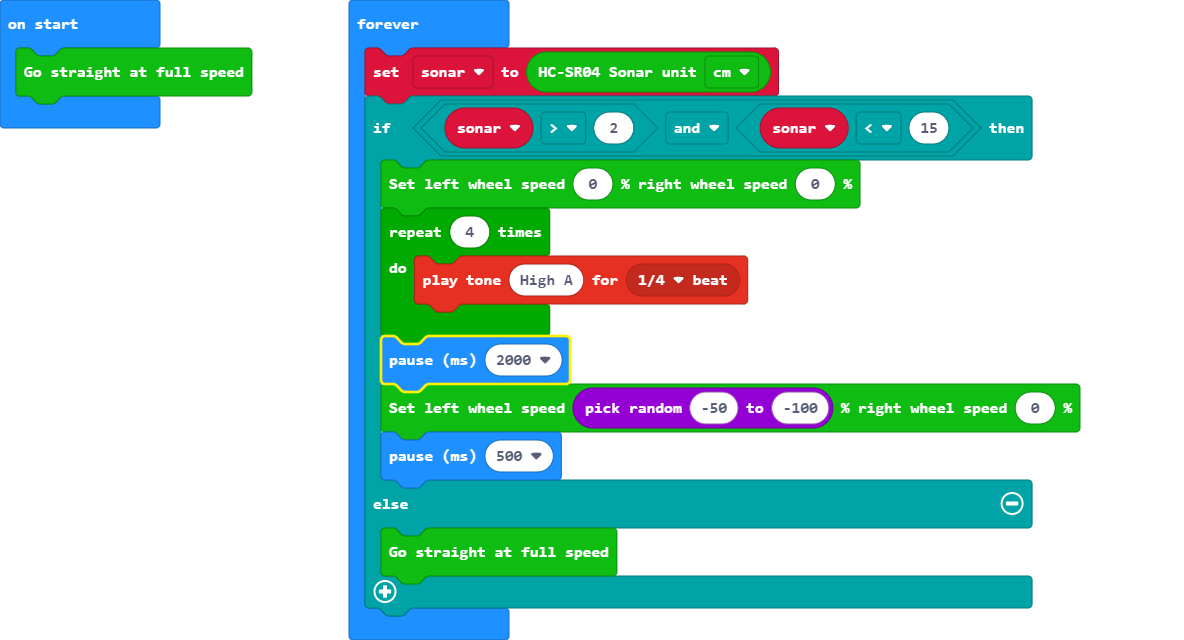 on start
Go straight at full speed
forever
set sonar to HC-SR04 Sonar unit cm
if sonar > 2 and sonar < 15 then
Set left wheel speed 0 % right wheel speed 0 %
repeat 4 times
do play tone High A for 1/4 beat
pause (ms) 2000
Set left wheel speed pick random -50 to -100 % right wheel speed 0 %
pause (ms) 500
else
Go straight at full speed